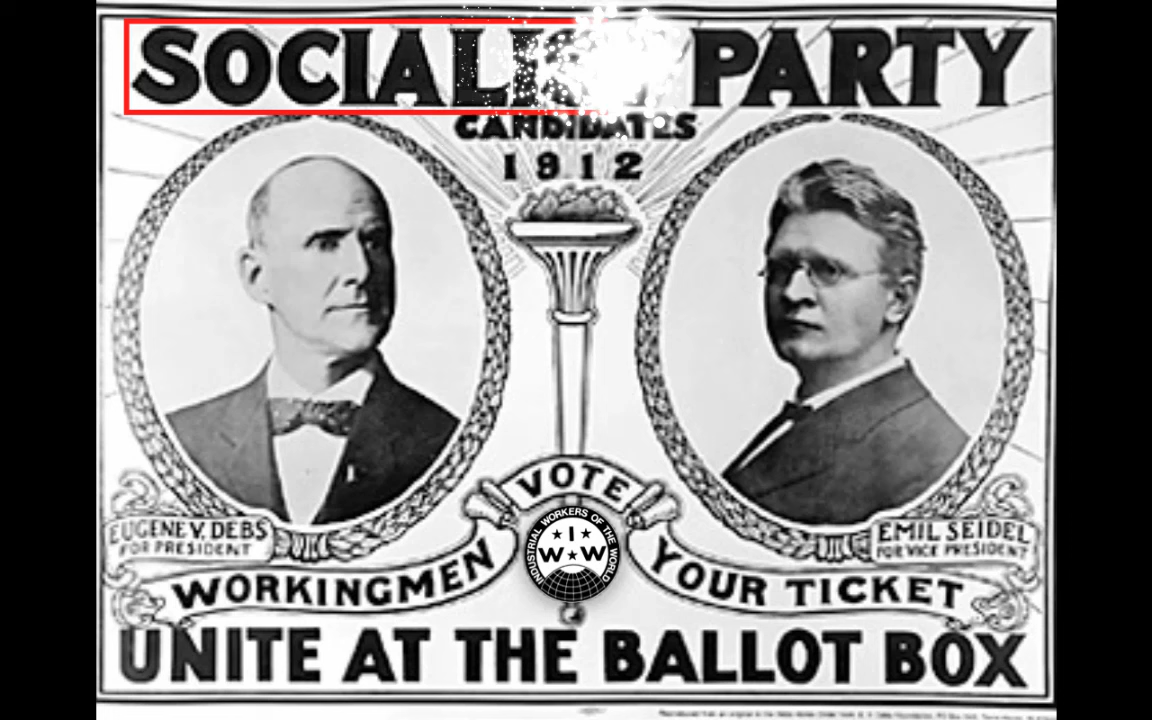 SOCIALIST PARTY
CANDIDATES
1912
VOTE
EUGENE V. DEBS
FOR PRESIDENT
EMIL SEIDEL
FOR VICE PRESIDENT
INDUSTRIAL WORKERS OF THE WORLD
I
W W
WORKINGMEN
YOUR TICKET
UNITE AT THE BALLOT BOX